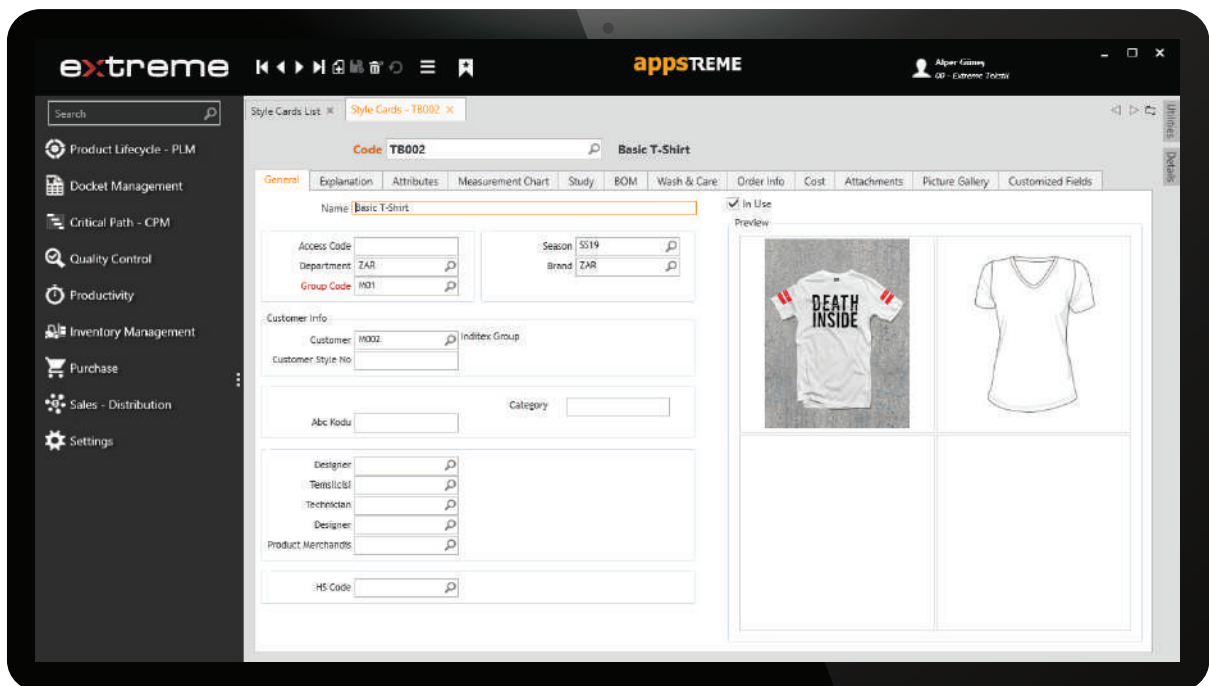 extreme
appsTREME
Alper Güneş
00 - Extreme Tekstil
Search
Product Lifecycle - PLM
Docket Management
Critical Path - CPM
Quality Control
Productivity
Inventory Management
Purchase
Sales - Distribution
Settings
Style Cards List
Style Cards - TB002
Utilities
Details
Code TB002 Basic T-Shirt
General Explanation Attributes Measurement Chart Study BOM Wash & Care Order Info Cost Attachments Picture Gallery Customized Fields
Name Basic T-Shirt
In Use
Preview
Access Code
Department ZAR
Group Code M01
Season SS19
Brand ZAR
Customer Info
Customer M002 Inditex Group
Customer Style No
Category
Abc Kodu
Designer
Temsilcisi
Technician
Designer
Product Merchandis
HS Code
DEATH
INSIDE